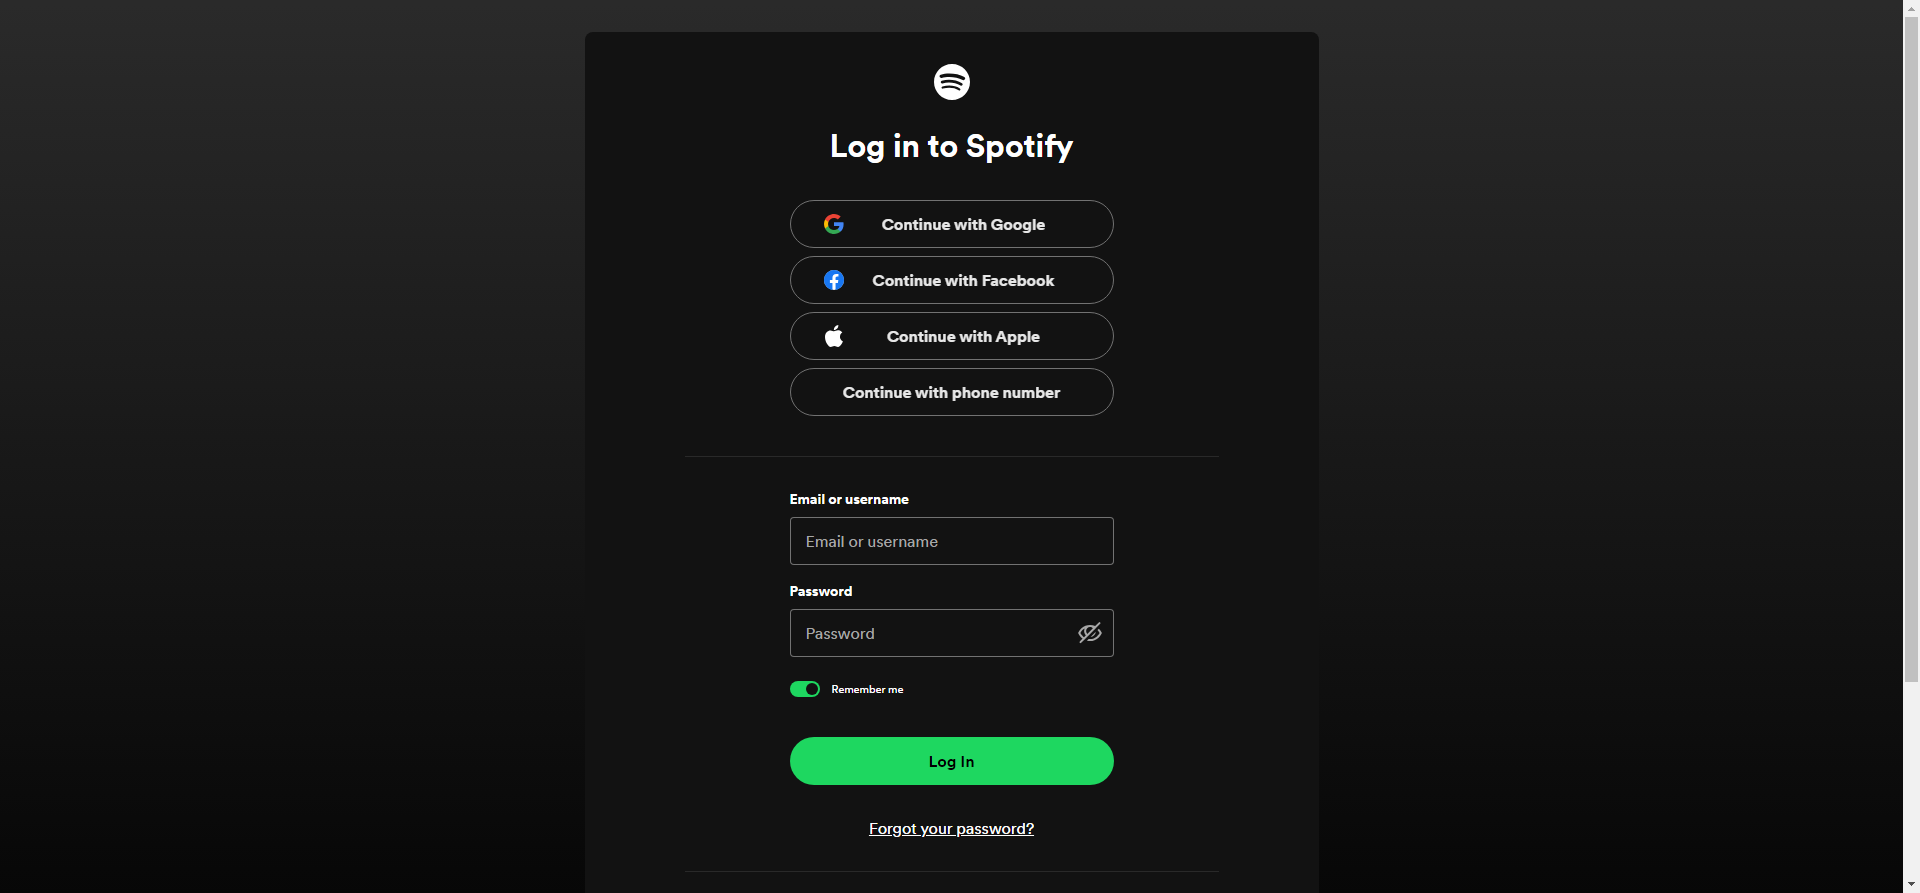 Log in to Spotify
Continue with Google
Continue with Facebook
Continue with Apple
Continue with phone number
Email or username
Email or username
Password
Password
Remember me
Log In
Forgot your password?